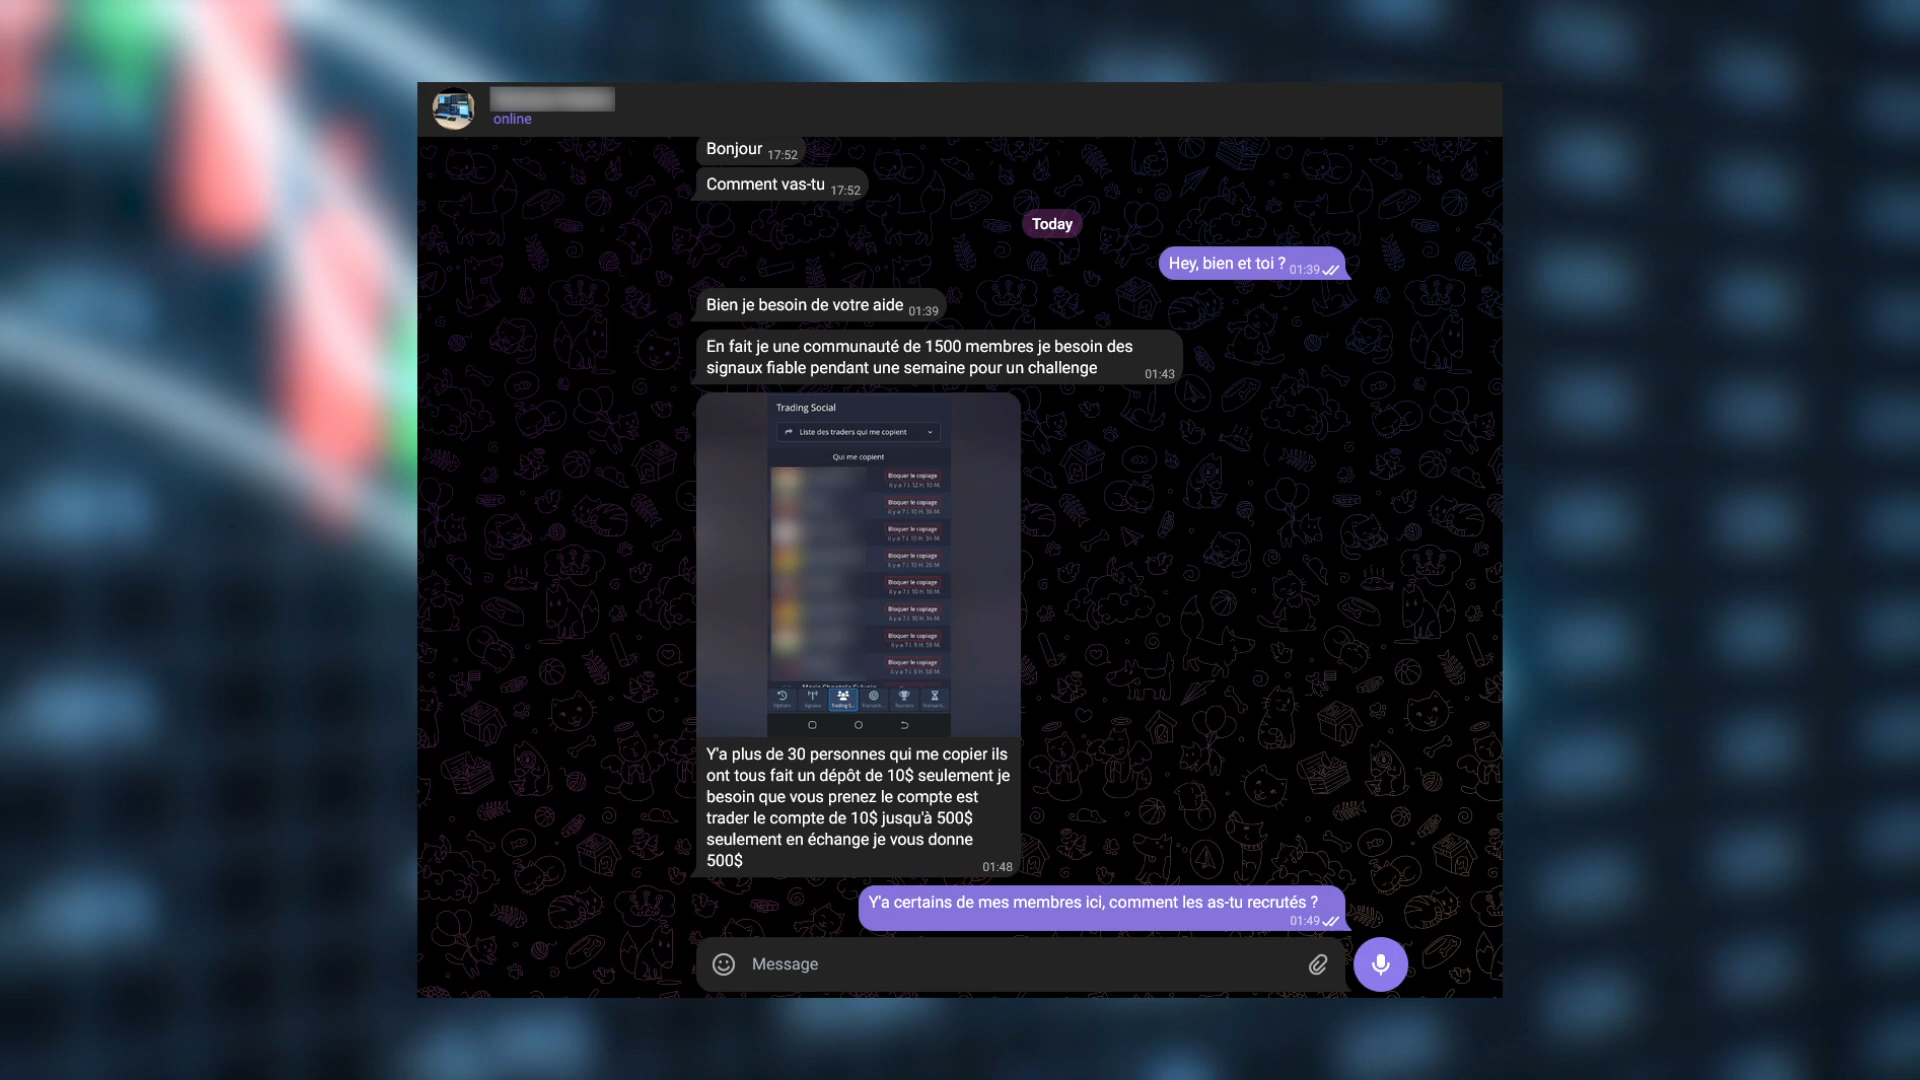 online
Bonjour 17:52
Comment vas-tu 17:52
Today
Hey, bien et toi ? 01:39
Bien je besoin de votre aide 01:39
En fait je une communauté de 1500 membres je besoin des
signaux fiable pendant une semaine pour un challenge 01:43
Trading Social
Liste des traders qui me copient
Qui me copient
Bloquer le copiage
Bloquer le copiage
Bloquer le copiage
Bloquer le copiage
Bloquer le copiage
Bloquer le copiage
Bloquer le copiage
Bloquer le copiage
Y'a plus de 30 personnes qui me copier ils
ont tous fait un dépôt de 10$ seulement je
besoin que vous prenez le compte est
trader le compte de 10$ jusqu'à 500$
seulement en échange je vous donne
500$ 01:48
Y'a certains de mes membres ici, comment les as-tu recrutés ?
01:49
Message